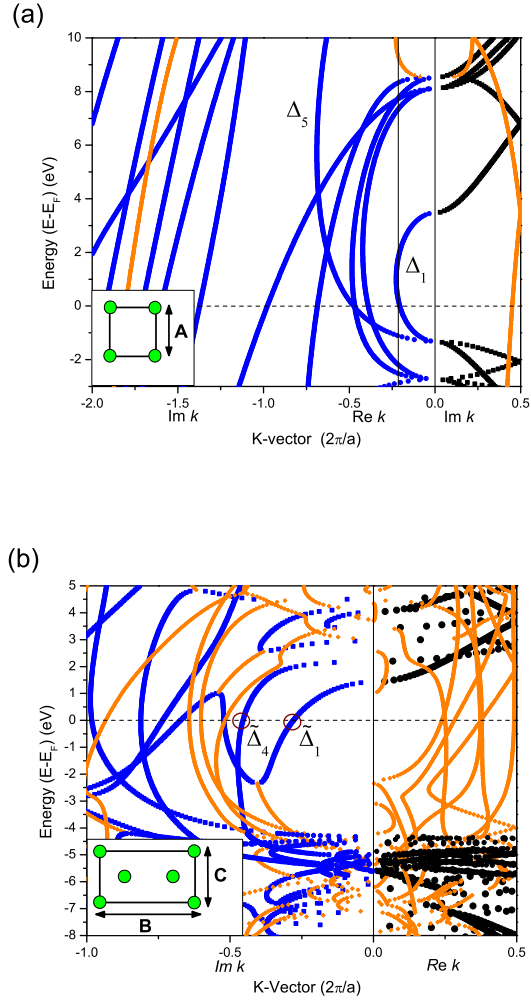 (a)
Energy (E-E_F) (eV)
10
8
6
4
2
0
-2
Δ₅
Δ₁
A
-2.0 -1.5 -1.0 -0.5 0.0 0.5
Im k Re k Im k
K-vector (2π/a)
(b)
Energy (E-E_F) (eV)
5
4
3
2
1
0
-1
-2
-3
-4
-5
-6
-7
-8
Δ̃₄ Δ̃₁
C
B
-1.0 -0.5 0.0 0.5
Im k Re k
K-Vector (2π/a)